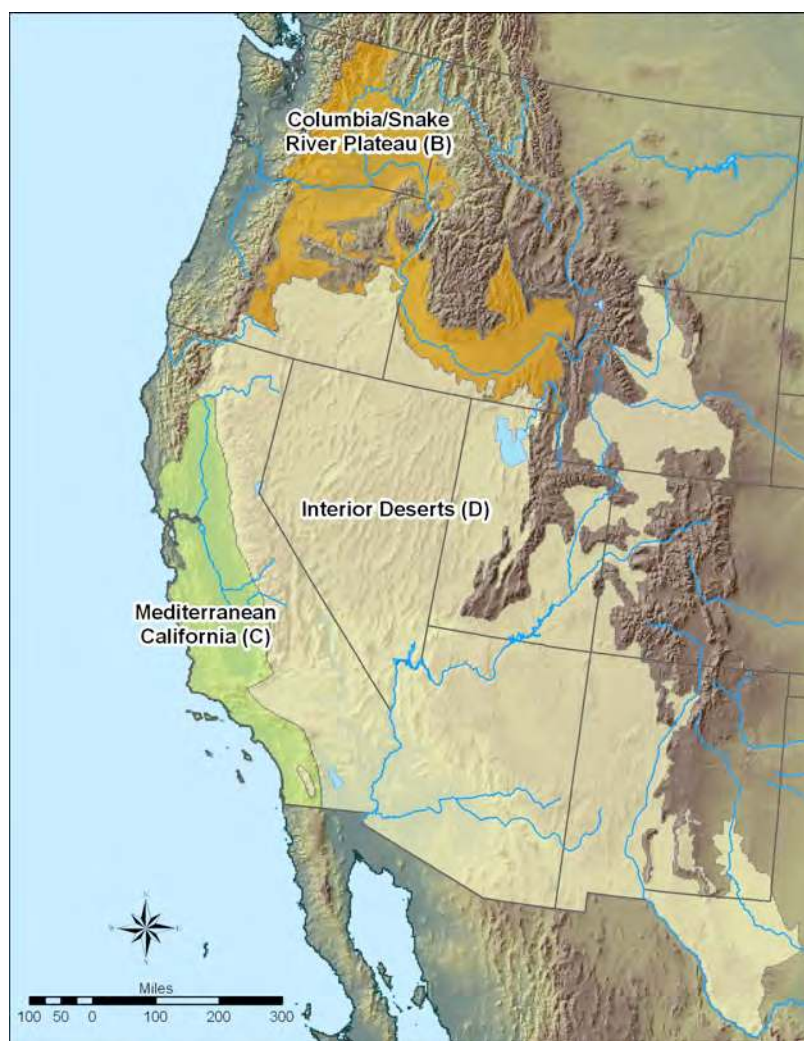 Columbia/Snake
River Plateau (B)
Interior Deserts (D)
Mediterranean
California (C)
N
Miles
100 50 0 100 200 300